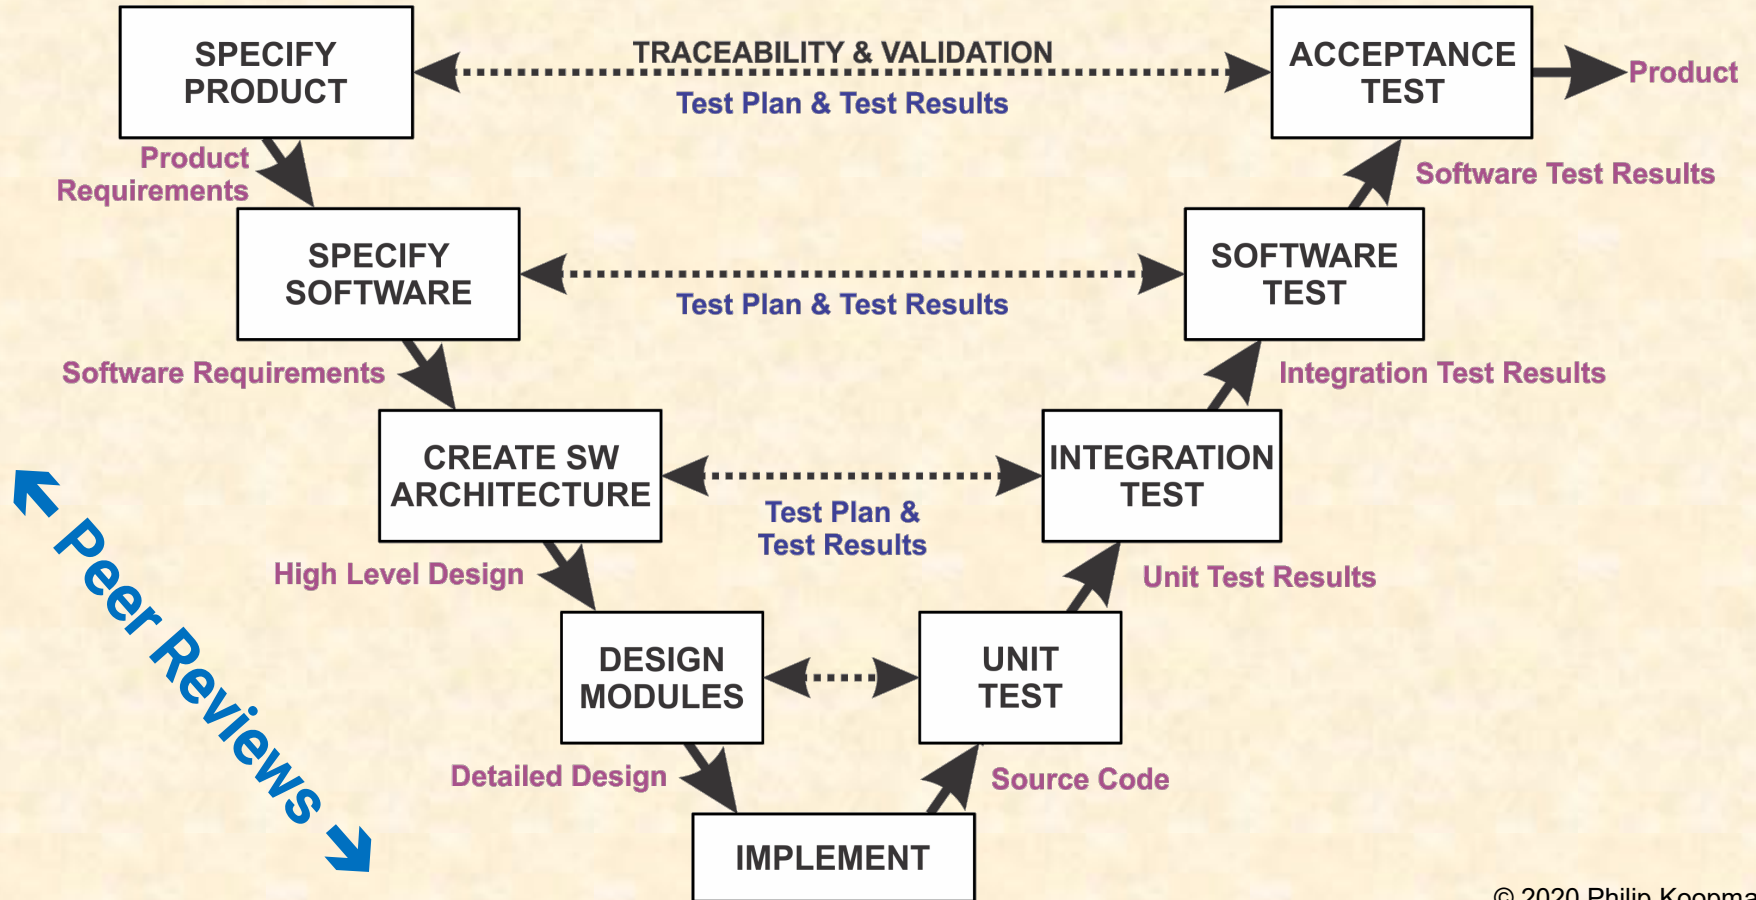 SPECIFY
PRODUCT
TRACEABILITY & VALIDATION
Test Plan & Test Results
ACCEPTANCE
TEST
Product
Product
Requirements
Software Test Results
SPECIFY
SOFTWARE
Test Plan & Test Results
SOFTWARE
TEST
Software Requirements
Integration Test Results
CREATE SW
ARCHITECTURE
Test Plan &
Test Results
INTEGRATION
TEST
Peer Reviews
High Level Design
Unit Test Results
DESIGN
MODULES
UNIT
TEST
Detailed Design
Source Code
IMPLEMENT
© 2020 Philip Koopma